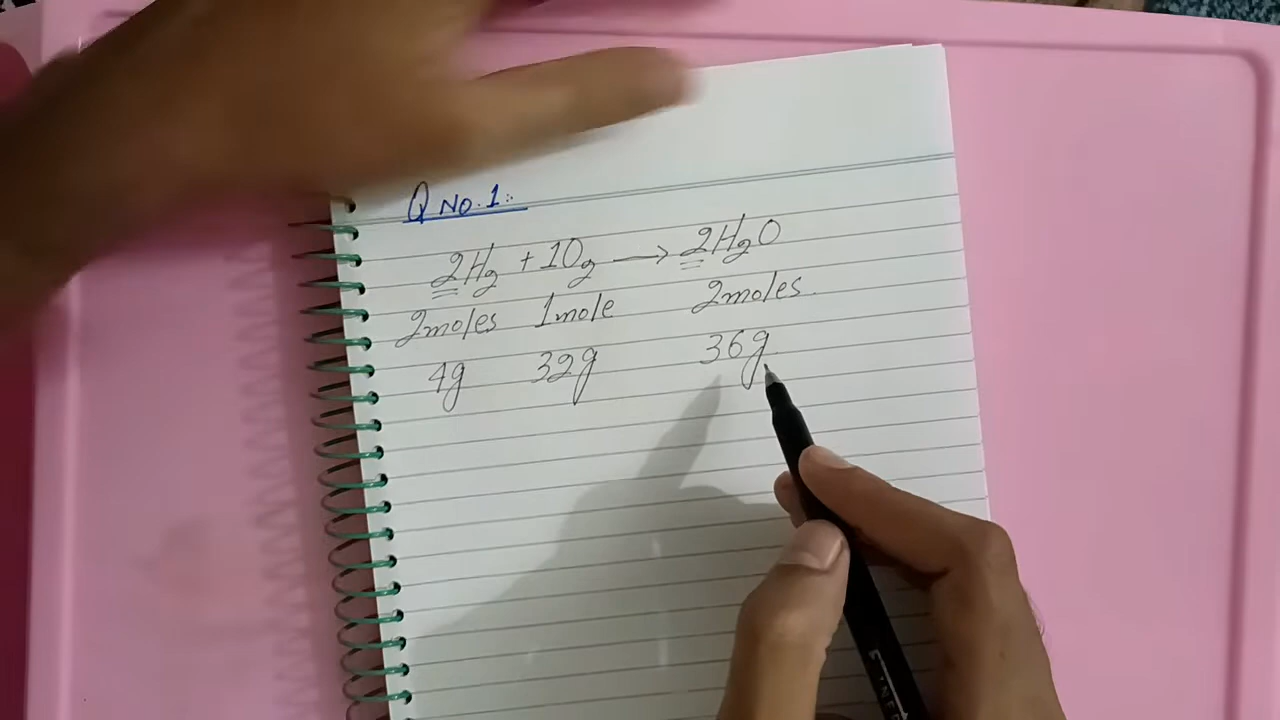 Q No.1:
2H₂ + 1O₂ → 2H₂O
2moles 1mole 2moles
4g 32g 36g